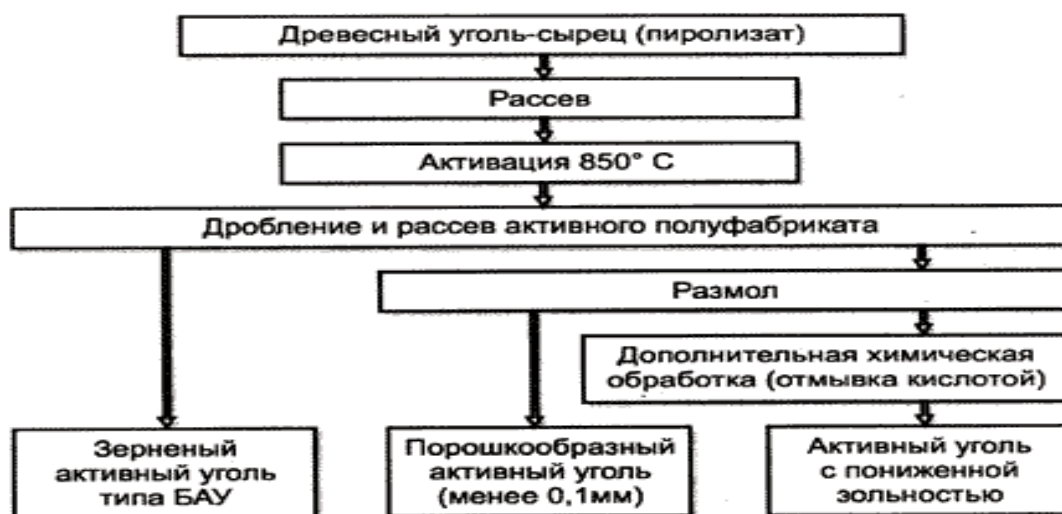 Древесный уголь-сырец (пиролизат)
Рассев
Активация 850° С
Дробление и рассев активного полуфабриката
Размол
Дополнительная химическая
обработка (отмывка кислотой)
Зерненый
активный уголь
типа БАУ
Порошкообразный
активный уголь
(менее 0,1мм)
Активный уголь
с пониженной
зольностью